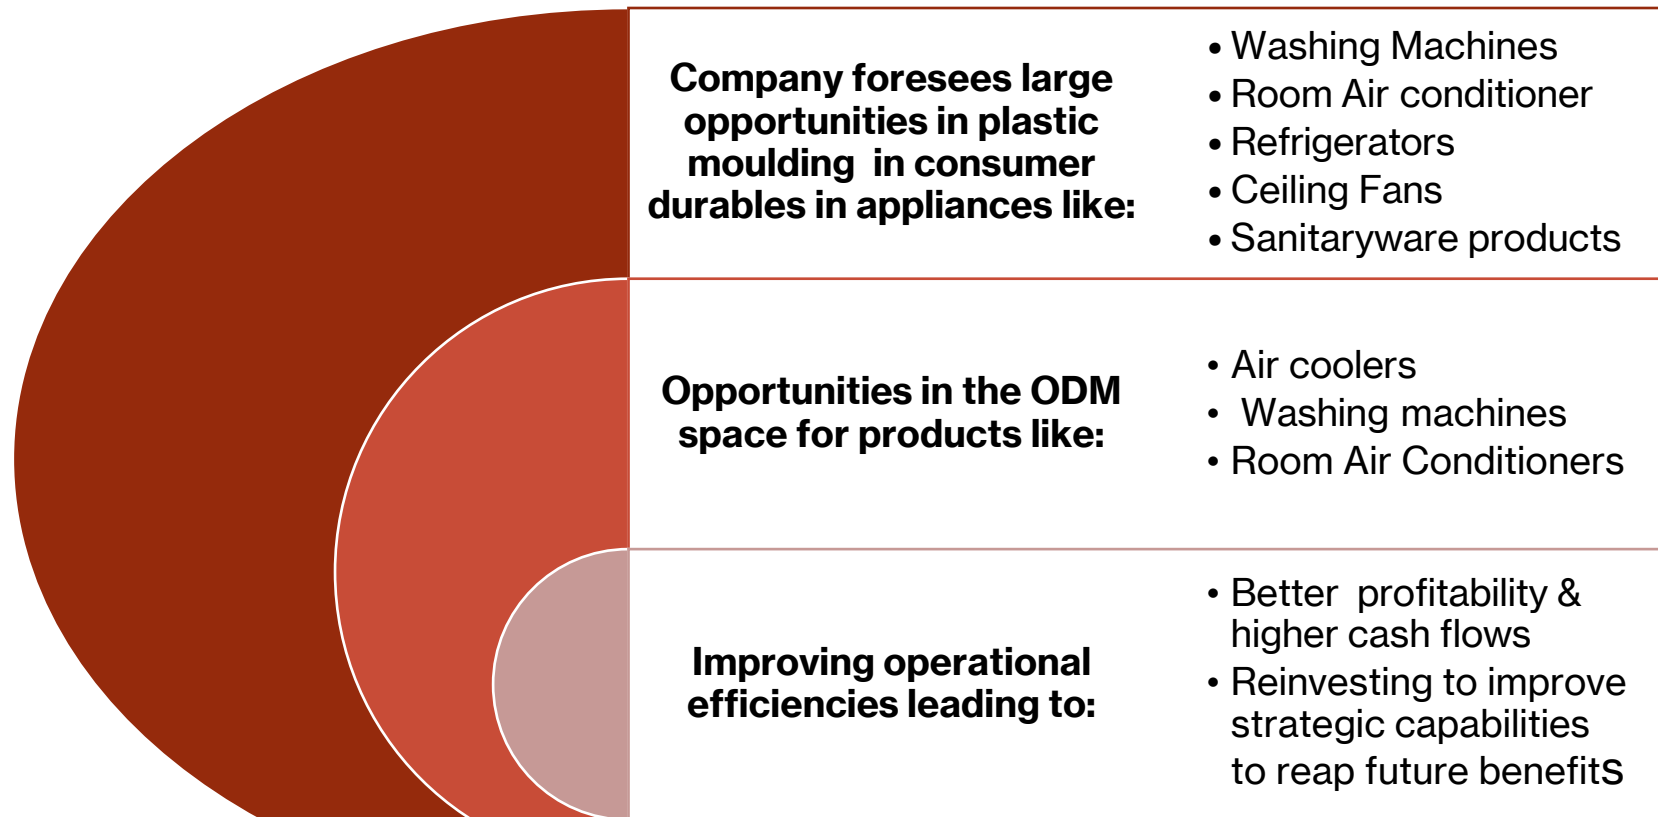 Company foresees large
opportunities in plastic
moulding  in consumer
durables in appliances like:
• Washing Machines
• Room Air conditioner
• Refrigerators
• Ceiling Fans
• Sanitaryware products
Opportunities in the ODM
space for products like:
• Air coolers
•  Washing machines
• Room Air Conditioners
Improving operational
efficiencies leading to:
• Better  profitability &
higher cash flows
• Reinvesting to improve
strategic capabilities
to reap future benefits